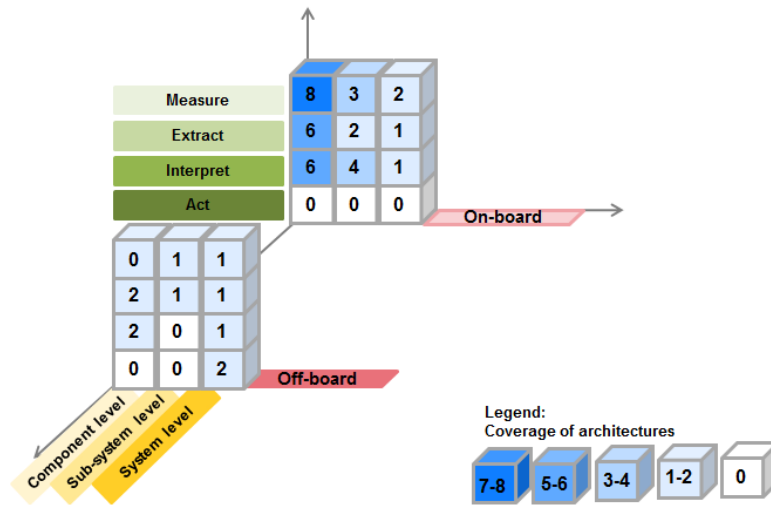 Measure 8 3 2
Extract 6 2 1
Interpret 6 4 1
Act 0 0 0
On-board
0 1 1
2 1 1
2 0 1
0 0 2
Off-board
Component level
Sub-system level
System level
Legend:
Coverage of architectures
7-8 5-6 3-4 1-2 0